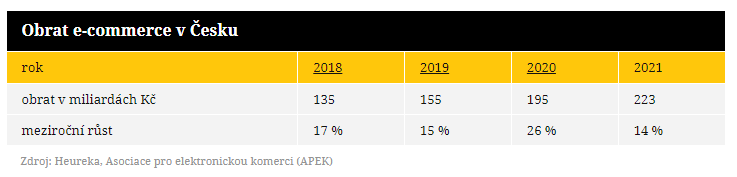 Obrat e-commerce v Česku
rok 2018 2019 2020 2021
obrat v miliardách Kč 135 155 195 223
meziroční růst 17 % 15 % 26 % 14 %
Zdroj: Heureka, Asociace pro elektronickou komerci (APEK)